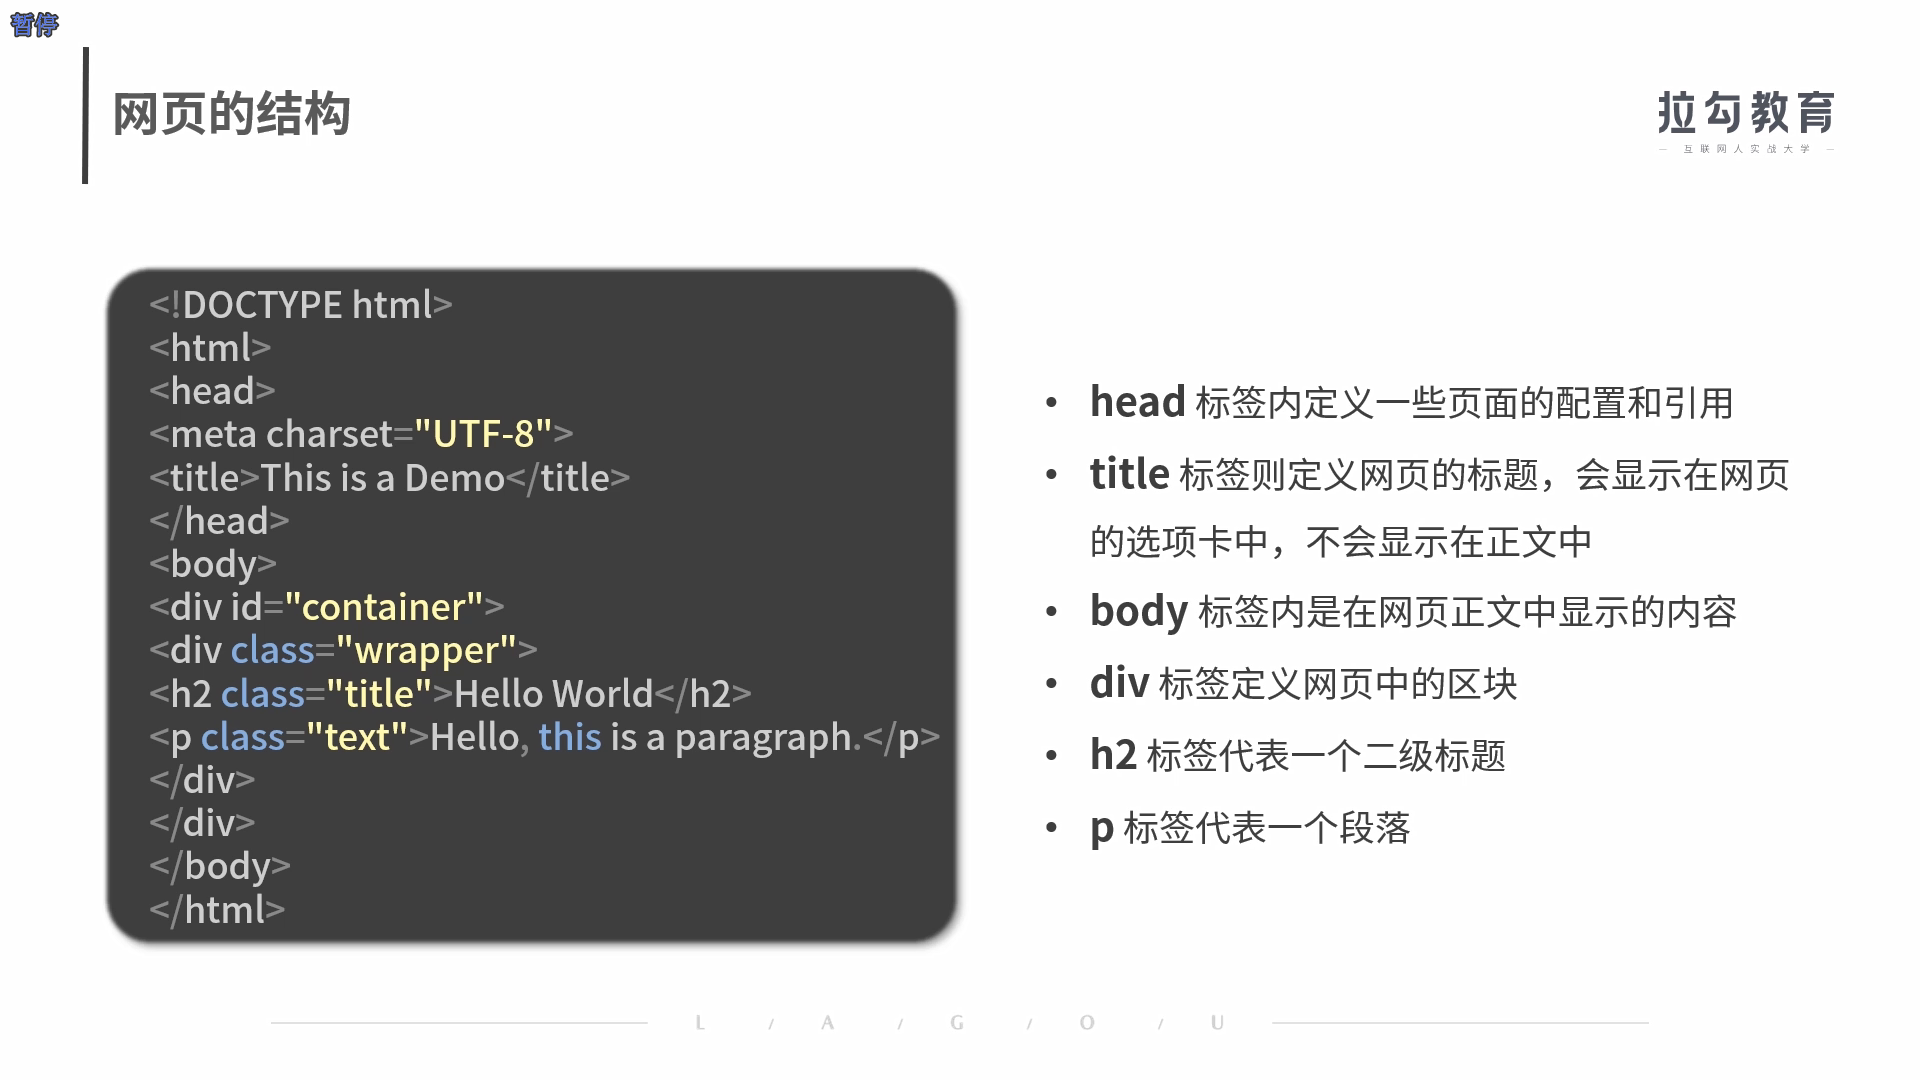 暂停
网页的结构
拉勾教育
— 互联网人实战大学 —
<!DOCTYPE html>
<html>
<head>
<meta charset="UTF-8">
<title>This is a Demo</title>
</head>
<body>
<div id="container">
<div class="wrapper">
<h2 class="title">Hello World</h2>
<p class="text">Hello, this is a paragraph.</p>
</div>
</div>
</body>
</html>
• head 标签内定义一些页面的配置和引用
• title 标签则定义网页的标题，会显示在网页
的选项卡中，不会显示在正文中
• body 标签内是在网页正文中显示的内容
• div 标签定义网页中的区块
• h2 标签代表一个二级标题
• p 标签代表一个段落
L / A / G / O / U